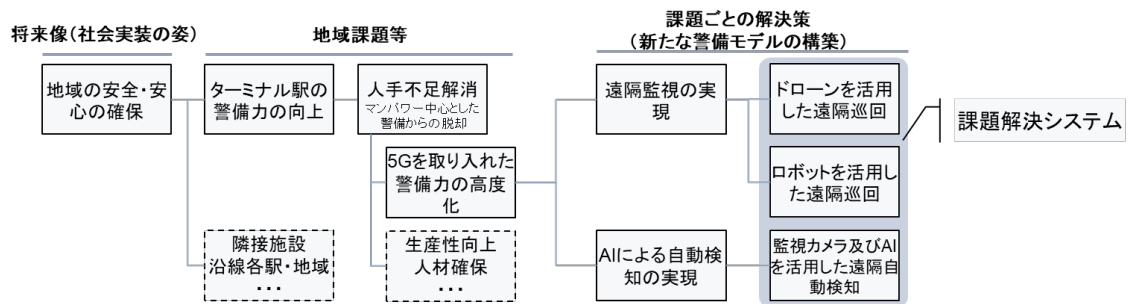 将来像（社会実装の姿）
地域課題等
課題ごとの解決策
（新たな警備モデルの構築）
地域の安全・安
心の確保
ターミナル駅の
警備力の向上
人手不足解消
マンパワー中心とした
警備からの脱却
遠隔監視の実
現
ドローンを活用
した遠隔巡回
課題解決システム
5Gを取り入れた
警備力の高度
化
ロボットを活用し
た遠隔巡回
隣接施設
沿線各駅・地域
・・・
生産性向上
人材確保
・・・
AIによる自動検
知の実現
監視カメラ及びAI
を活用した遠隔自
動検知